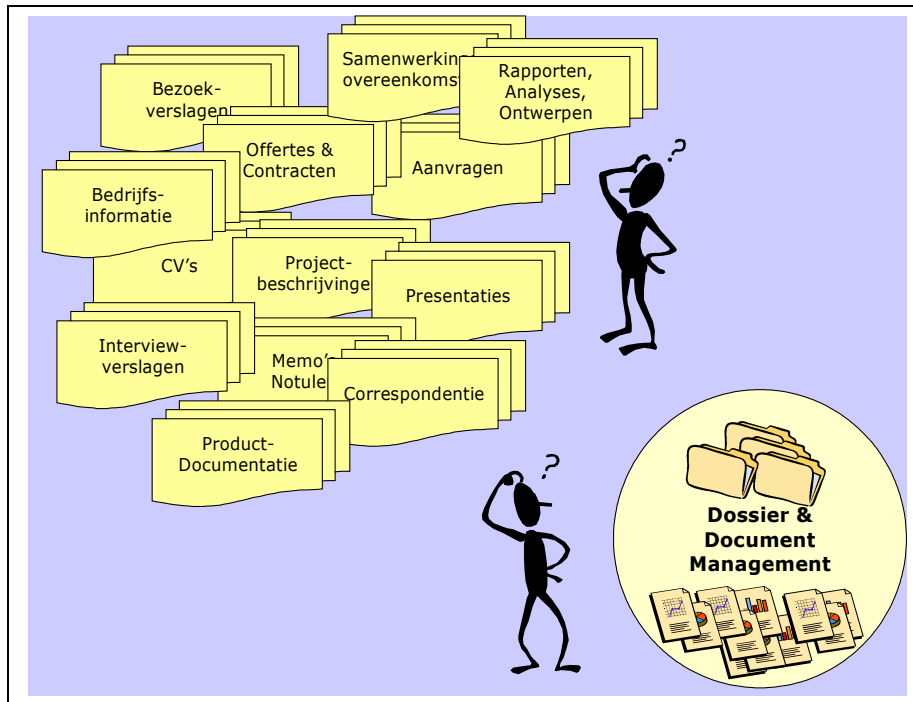 Bezoek-
verslagen
Samenwerking
overeenkomst
Rapporten,
Analyses,
Ontwerpen
Offertes &
Contracten
Aanvragen
?
Bedrijfs-
informatie
CV's
Project-
beschrijvinge
Presentaties
Interview-
verslagen
Memo's
Notule
Correspondentie
Product-
Documentatie
?
Dossier &
Document
Management